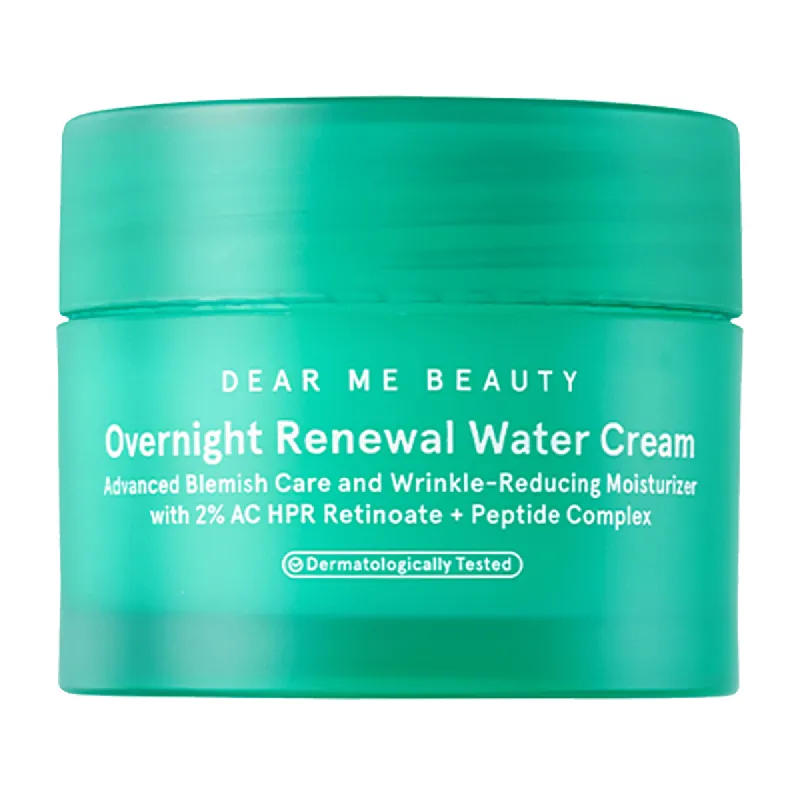 DEAR ME BEAUTY
Overnight Renewal Water Cream
Advanced Blemish Care and Wrinkle-Reducing Moisturizer
with 2% AC HPR Retinoate + Peptide Complex
Dermatologically Tested